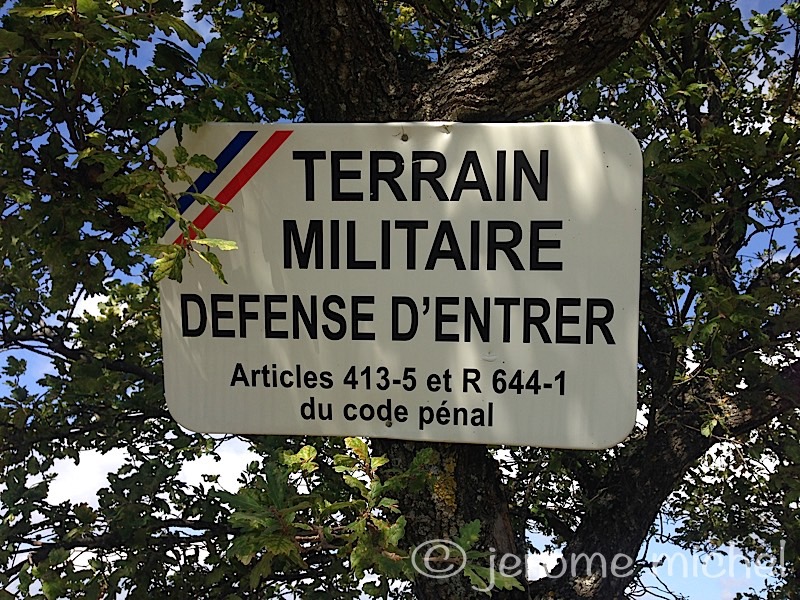 TERRAIN
MILITAIRE
DEFENSE D'ENTRER
Articles 413-5 et R 644-1
du code pénal
© jerome michel